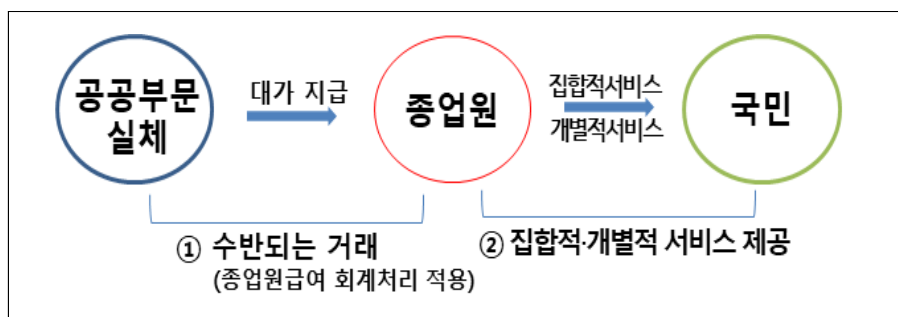 공공부문
실체
대가 지급
종업원
집합적서비스
개별적서비스
국민
① 수반되는 거래
(종업원급여 회계처리 적용)
② 집합적·개별적 서비스 제공